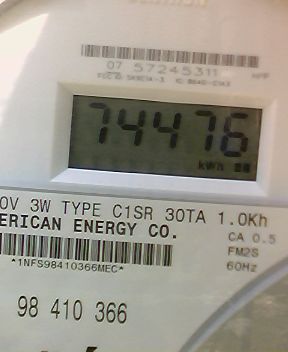 07 57245311
74476
kWh
0V 3W TYPE C1SR 30TA 1.0Kh
ERICAN ENERGY CO.
CA 0.5
FM2S
60Hz
*1NFS98410366MEC*
98 410 366